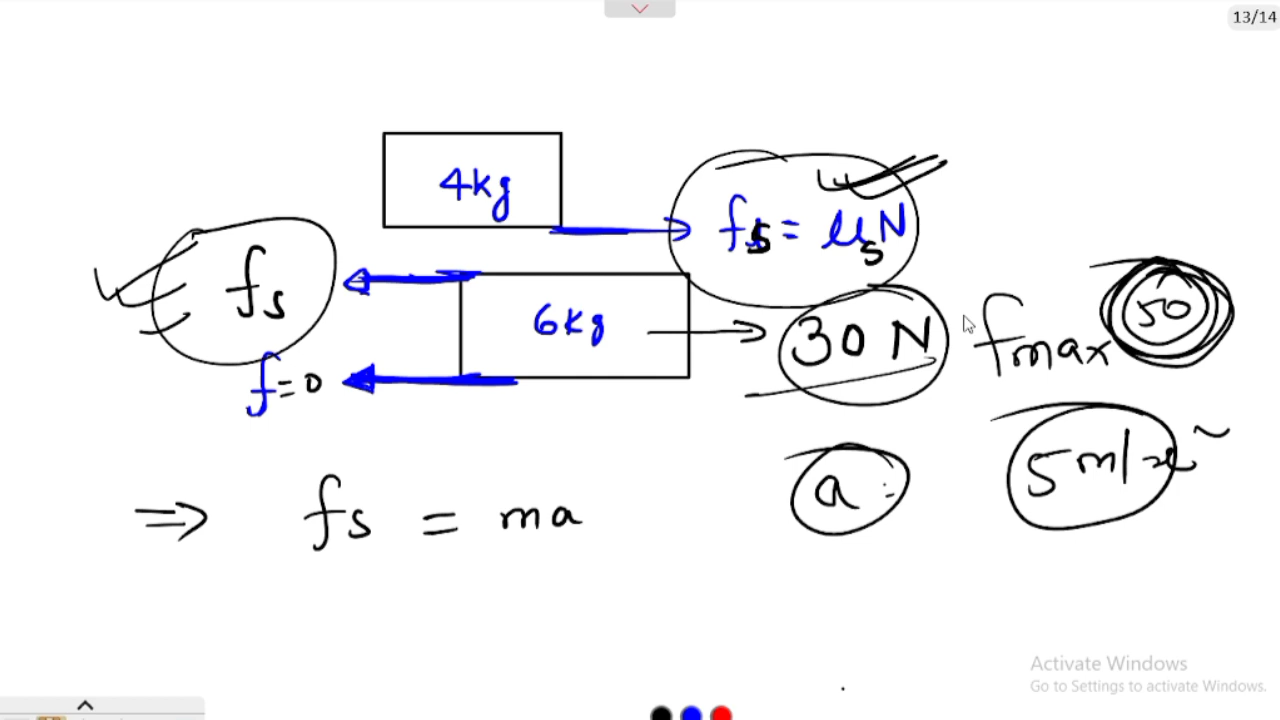 13/14
4kg
fs = μsN
fs
6kg
30 N
fmax 50
f=0
a:
5 m/s²
⇒ fs = ma
Activate Windows
Go to Settings to activate Windows.